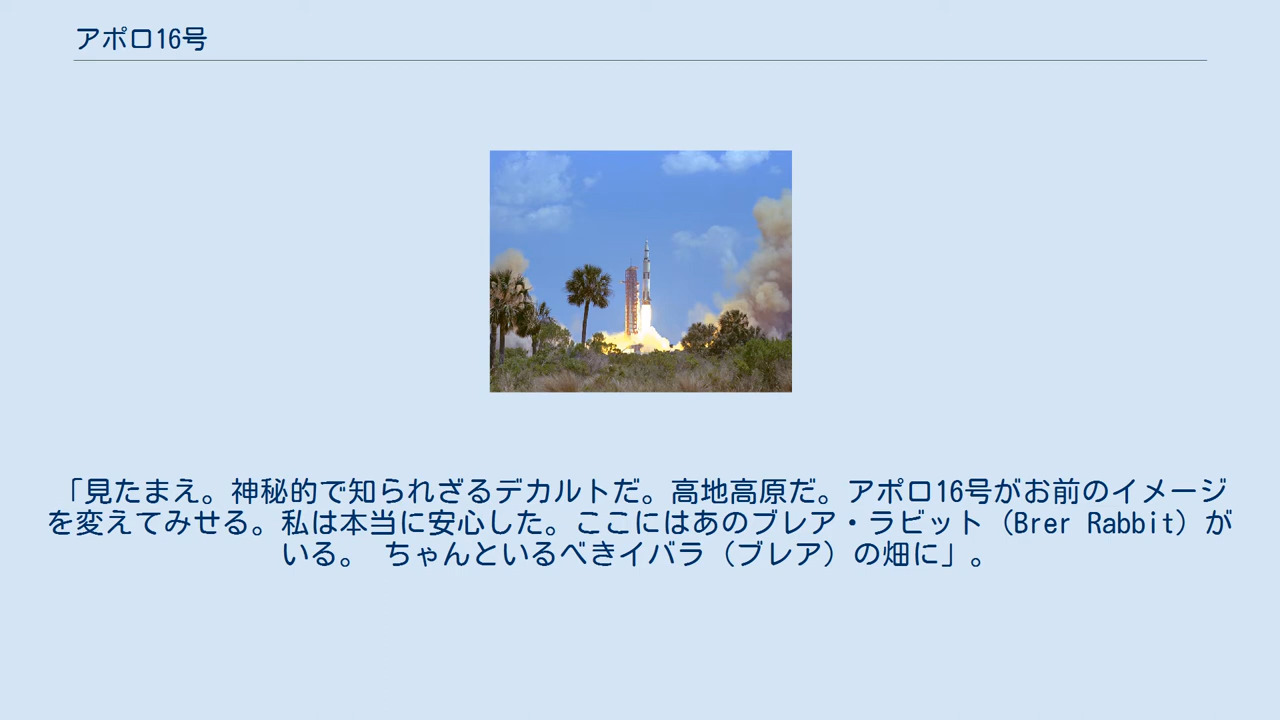 アポロ16号
「見たまえ。神秘的で知られざるデカルトだ。高地高原だ。アポロ16号がお前のイメージ
を変えてみせる。私は本当に安心した。ここにはあのブレア・ラビット（Brer Rabbit）が
いる。 ちゃんといるべきイバラ（ブレア）の畑に」。